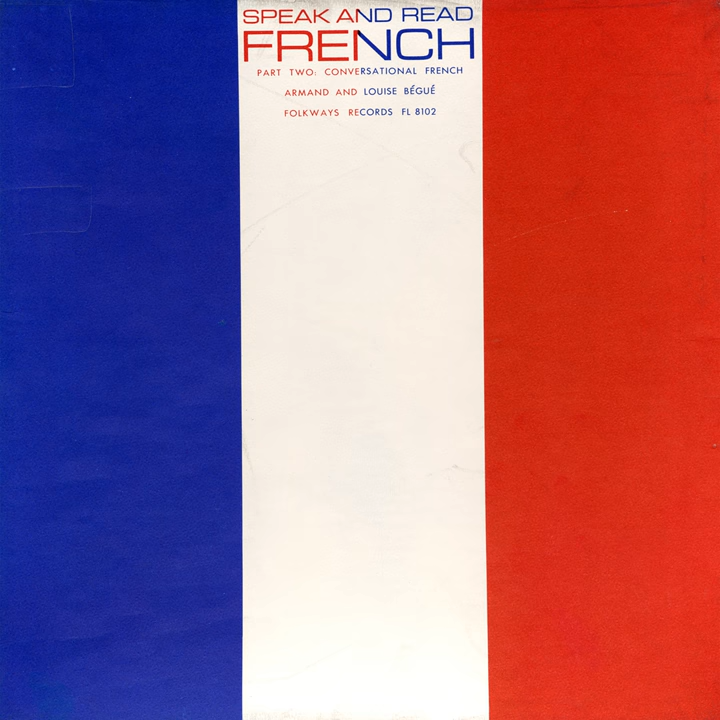 SPEAK AND READ
FRENCH
PART TWO: CONVERSATIONAL FRENCH
ARMAND AND LOUISE BÉGUÉ
FOLKWAYS RECORDS FL 8102